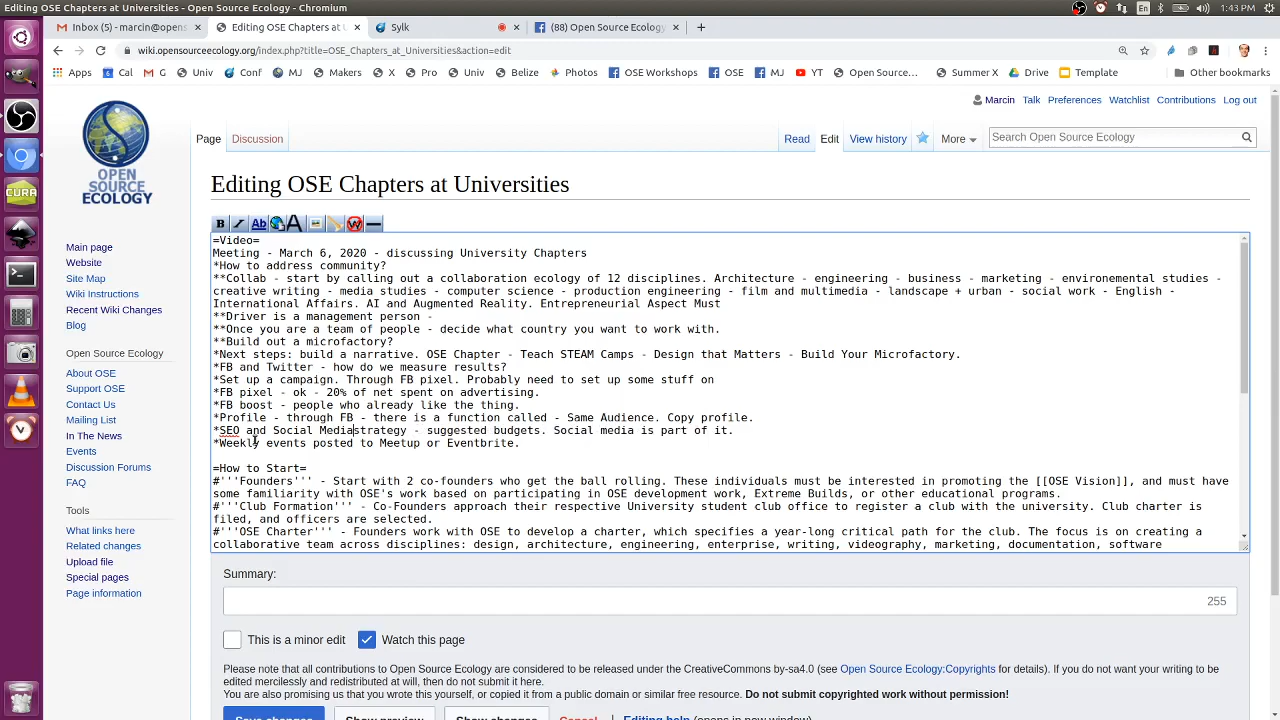 Editing OSE Chapters at Universities - Open Source Ecology - Chromium
En 1:43 PM
Inbox (5) - marcin@opens
Editing OSE Chapters at U
Sylk
(88) Open Source Ecology
wiki.opensourceecology.org/index.php?title=OSE_Chapters_at_Universities&action=edit
Apps Cal G Univ Conf MJ Makers X Pro Univ Belize Photos OSE Workshops OSE MJ YT Open Source... Summer X Drive Template Other bookmarks
Marcin Talk Preferences Watchlist Contributions Log out
Page Discussion Read Edit View history More Search Open Source Ecology
OPEN
SOURCE
ECOLOGY
CURA
Main page
Website
Site Map
Wiki Instructions
Recent Wiki Changes
Blog
Open Source Ecology
About OSE
Support OSE
Contact Us
Mailing List
In The News
Events
Discussion Forums
FAQ
Tools
What links here
Related changes
Upload file
Special pages
Page information
Editing OSE Chapters at Universities
B I Ab A W
=Video=
Meeting - March 6, 2020 - discussing University Chapters
*How to address community?
**Collab - start by calling out a collaboration ecology of 12 disciplines. Architecture - engineering - business - marketing - environemental studies -
creative writing - media studies - computer science - production engineering - film and multimedia - landscape + urban - social work - English -
International Affairs. AI and Augmented Reality. Entrepreneurial Aspect Must
**Driver is a management person -
**Once you are a team of people - decide what country you want to work with.
**Build out a microfactory?
*Next steps: build a narrative. OSE Chapter - Teach STEAM Camps - Design that Matters - Build Your Microfactory.
*FB and Twitter - how do we measure results?
*Set up a campaign. Through FB pixel. Probably need to set up some stuff on
*FB pixel - ok - 20% of net spent on advertising.
*FB boost - people who already like the thing.
*Profile - through FB - there is a function called - Same Audience. Copy profile.
*SEO and Social Mediastrategy - suggested budgets. Social media is part of it.
*Weekly events posted to Meetup or Eventbrite.
=How to Start=
#'''Founders''' - Start with 2 co-founders who get the ball rolling. These individuals must be interested in promoting the [[OSE Vision]], and must have
some familiarity with OSE's work based on participating in OSE development work, Extreme Builds, or other educational programs.
#'''Club Formation''' - Co-Founders approach their respective University student club office to register a club with the university. Club charter is
filed, and officers are selected.
#'''OSE Charter''' - Founders work with OSE to develop a charter, which specifies a year-long critical path for the club. The focus is on creating a
collaborative team across disciplines: design, architecture, engineering, enterprise, writing, videography, marketing, documentation, software
Summary:
255
This is a minor edit Watch this page
Please note that all contributions to Open Source Ecology are considered to be released under the CreativeCommons by-sa4.0 (see Open Source Ecology:Copyrights for details). If you do not want your writing to be
edited mercilessly and redistributed at will, then do not submit it here.
You are also promising us that you wrote this yourself, or copied it from a public domain or similar free resource. Do not submit copyrighted work without permission!
Save changes Show preview Show changes Cancel | Editing help (opens in new window)